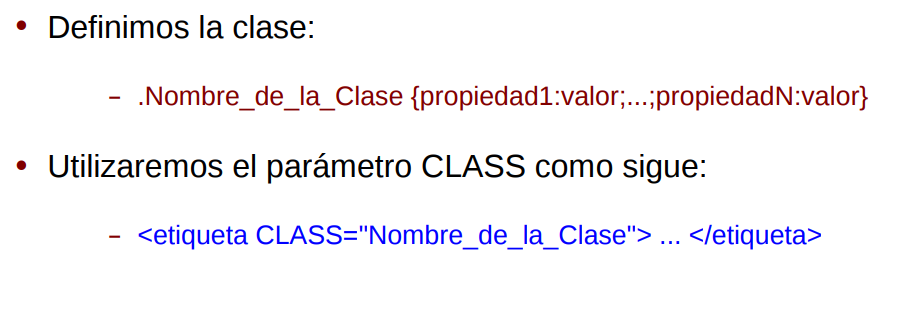 • Definimos la clase:
– .Nombre_de_la_Clase {propiedad1:valor;...;propiedadN:valor}
• Utilizaremos el parámetro CLASS como sigue:
– <etiqueta CLASS="Nombre_de_la_Clase"> ... </etiqueta>